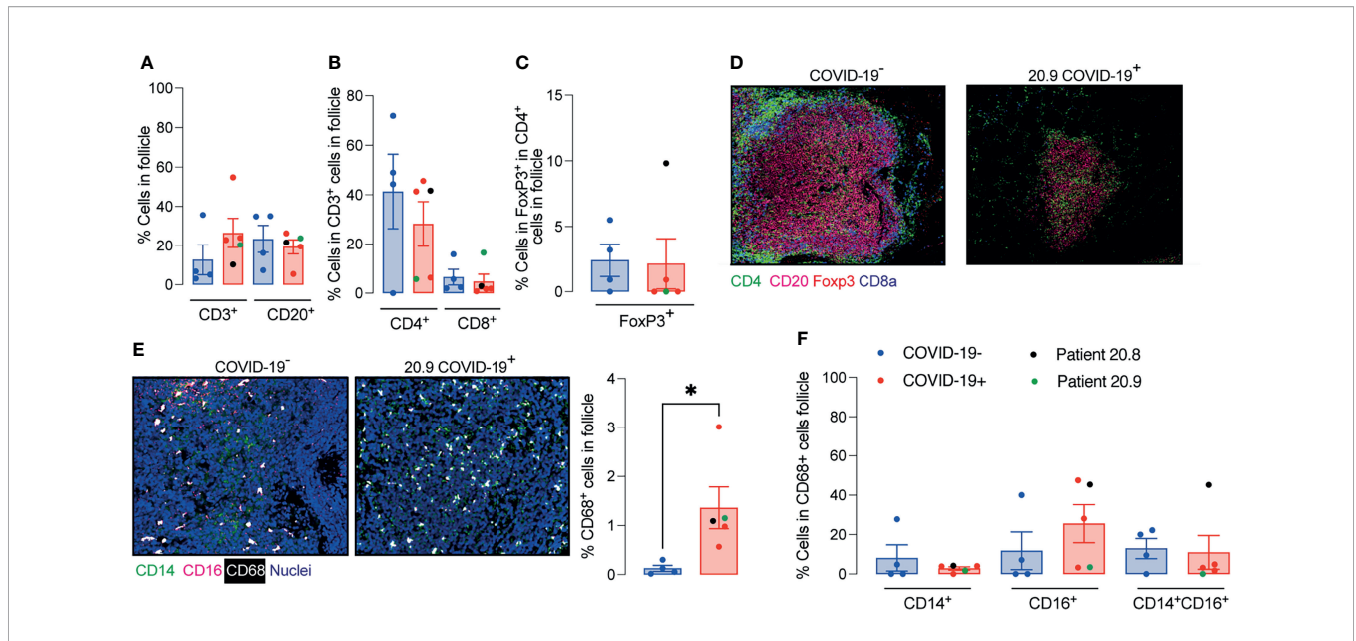 A
% Cells in follicle
100
80
60
40
20
0
CD3+ CD20+
B
% Cells in CD3+ cells in follicle
80
60
40
20
0
CD4+ CD8+
C
% Cells in FoxP3+ in CD4+
cells in follicle
15
10
5
0
FoxP3+
D
COVID-19- 20.9 COVID-19+
CD4 CD20 Foxp3 CD8a
E
COVID-19- 20.9 COVID-19+
CD14 CD16 CD68 Nuclei
% CD68+ cells in follicle
4
3
2
1
0
*
F
COVID-19- Patient 20.8
COVID-19+ Patient 20.9
% Cells in CD68+ cells follicle
100
80
60
40
20
0
CD14+ CD16+ CD14+CD16+